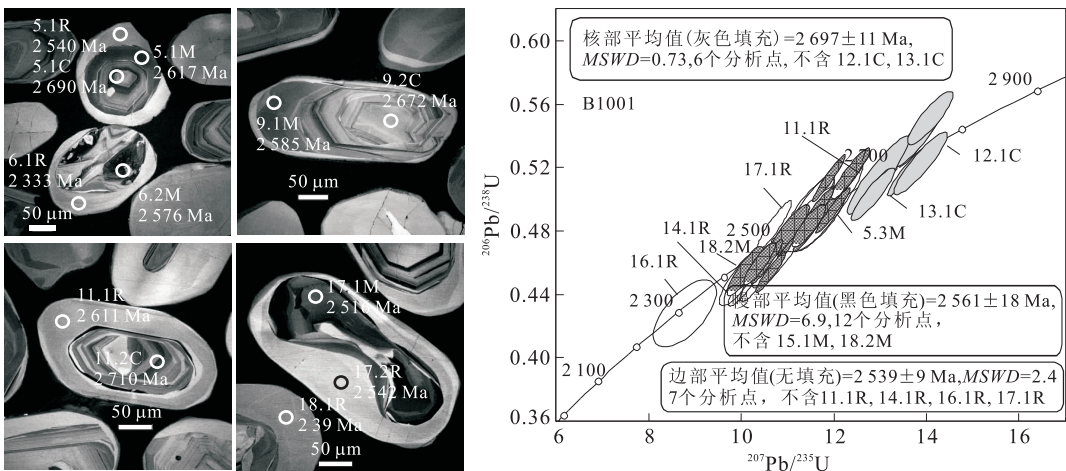 5.1R
2 540 Ma
5.1M
2 617 Ma
5.1C
2 690 Ma
6.1R
2 333 Ma
6.2M
2 576 Ma
50 μm
9.2C
2 672 Ma
9.1M
2 585 Ma
50 μm
11.1R
2 611 Ma
11.2C
2 710 Ma
50 μm
17.1M
2 516 Ma
17.2R
2 542 Ma
18.1R
2 39 Ma
50 μm
核部平均值(灰色填充)=2 697±11 Ma,
MSWD=0.73,6个分析点, 不含 12.1C, 13.1C
B1001
2 900
11.1R
17.1R
12.1C
13.1C
5.3M
14.1R
2 500
18.2M
16.1R
2 300
2 100
部平均值(黑色填充)=2 561±18 Ma,
MSWD=6.9,12个分析点，
不含 15.1M, 18.2M
边部平均值(无填充)=2 539±9 Ma,MSWD=2.4
7个分析点，不含11.1R, 14.1R, 16.1R, 17.1R
0.60
0.56
0.52
0.48
0.44
0.40
0.36
6
8
10
12
14
16
206Pb/238U
207Pb/235U